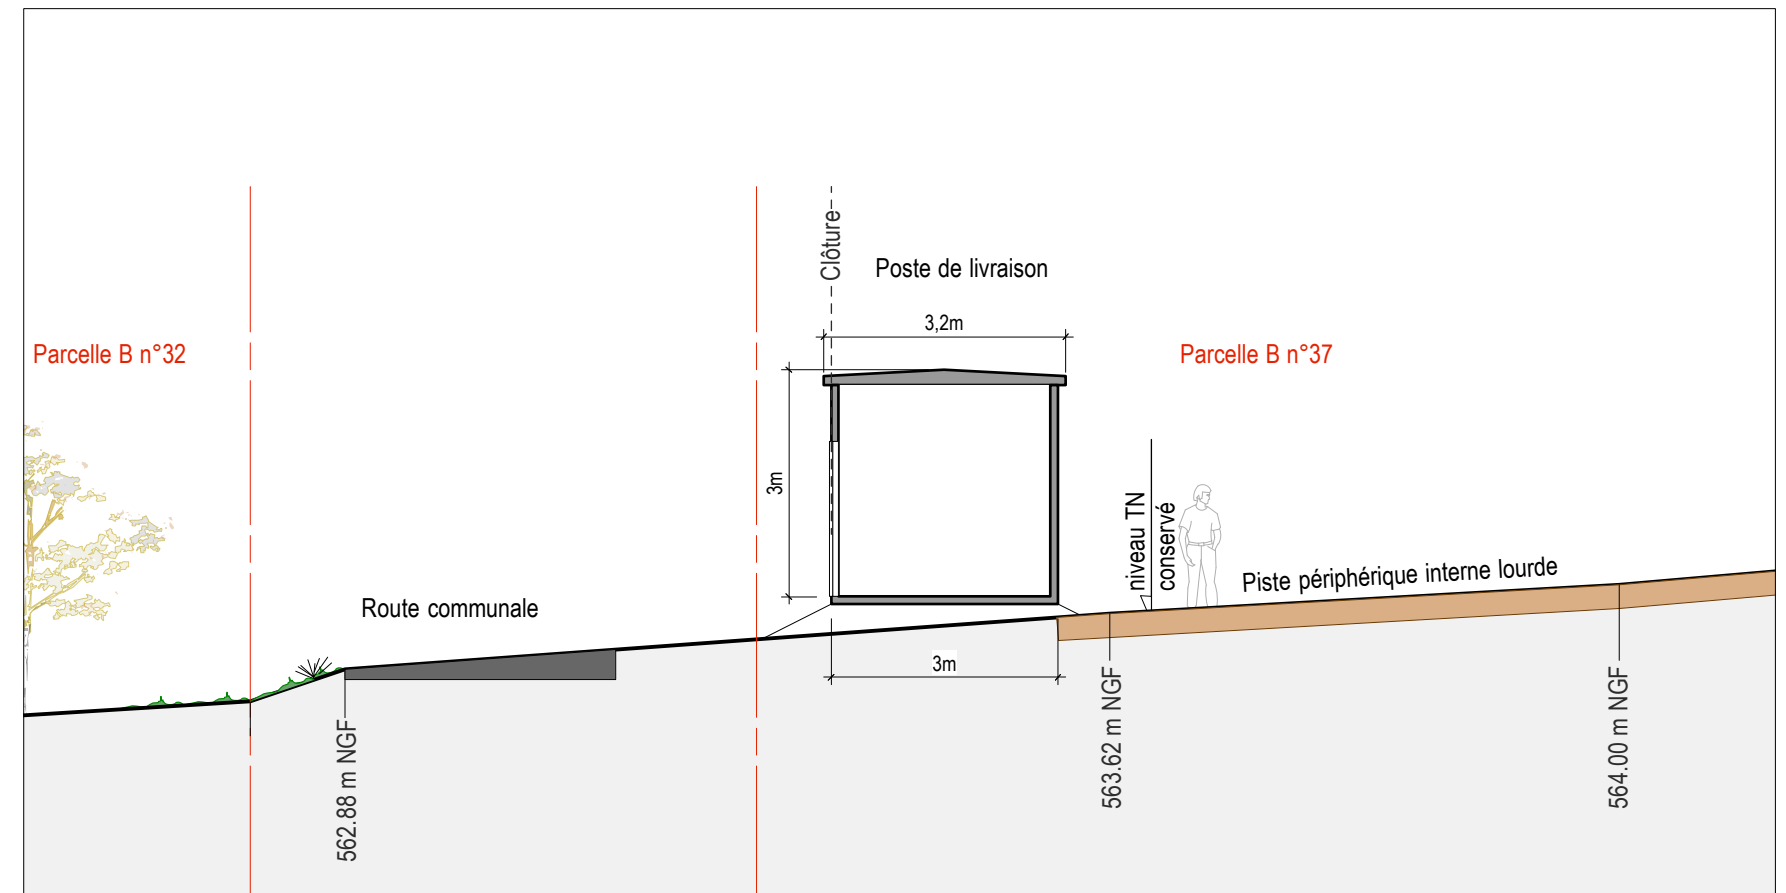 Clôture
Poste de livraison
3,2m
Parcelle B n°32
Parcelle B n°37
3m
niveau TN
conservé
Piste périphérique interne lourde
Route communale
3m
562.88 m NGF
563.62 m NGF
564.00 m NGF